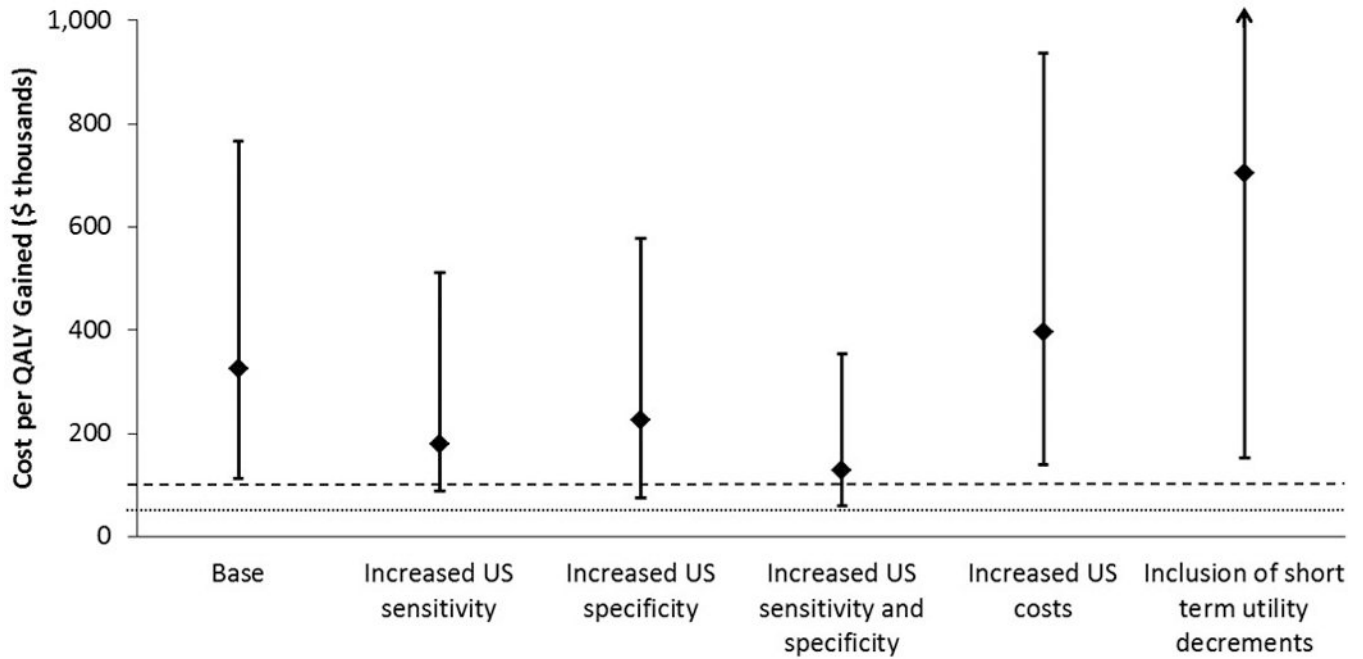 Cost per QALY Gained ($ thousands)
1,000
800
600
400
200
0
Base
Increased US
sensitivity
Increased US
specificity
Increased US
sensitivity and
specificity
Increased US
costs
Inclusion of short
term utility
decrements